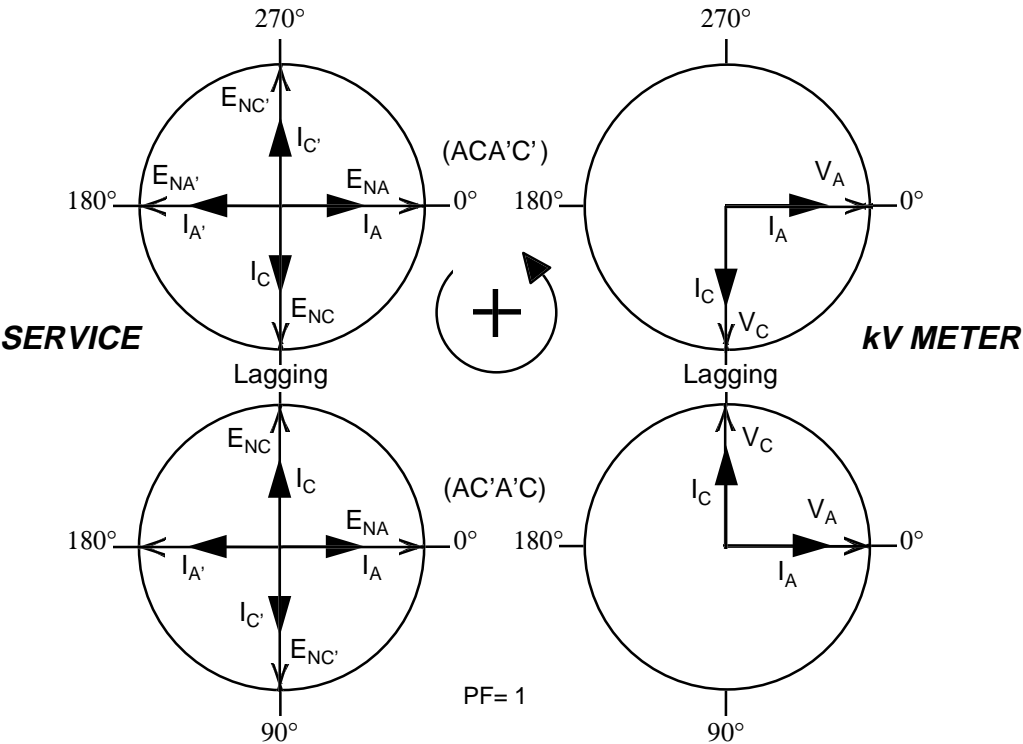 270° 270°
E_NC' I_C' (ACA'C')
E_NA' E_NA V_A
180° 0° 180° 0°
I_A' I_A I_A
I_C E_NC I_C V_C
+
SERVICE kV METER
Lagging Lagging
E_NC I_C V_C I_C
(AC'A'C)
E_NA V_A
180° 0° 180° 0°
I_A' I_A I_A
I_C'
E_NC'
PF= 1
90° 90°